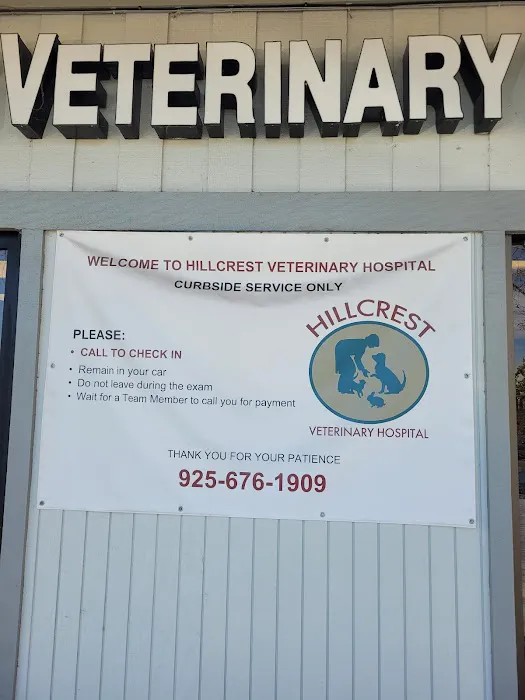 VETERINARY
WELCOME TO HILLCREST VETERINARY HOSPITAL
CURBSIDE SERVICE ONLY
PLEASE:
• CALL TO CHECK IN
• Remain in your car
• Do not leave during the exam
• Wait for a Team Member to call you for payment
HILLCREST
VETERINARY HOSPITAL
THANK YOU FOR YOUR PATIENCE
925-676-1909